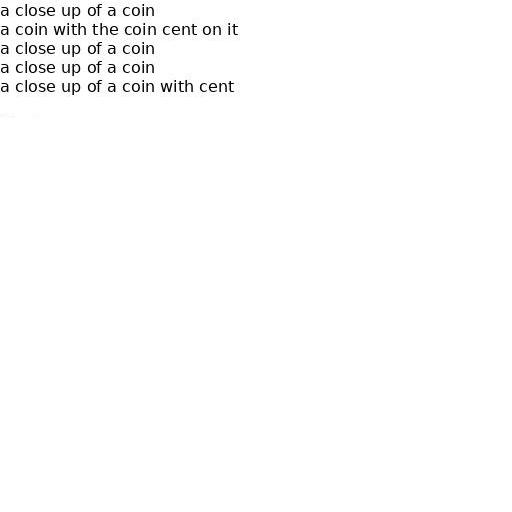 a close up of a coin
a coin with the coin cent on it
a close up of a coin
a close up of a coin
a close up of a coin with cent